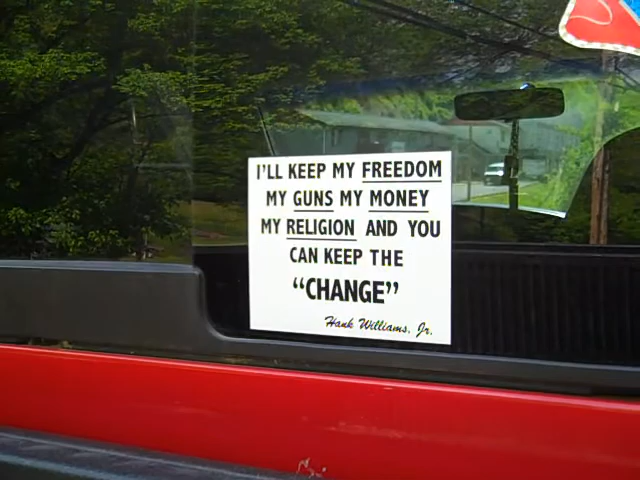 I'LL KEEP MY FREEDOM
MY GUNS MY MONEY
MY RELIGION AND YOU
CAN KEEP THE
"CHANGE"
Hank Williams, Jr.